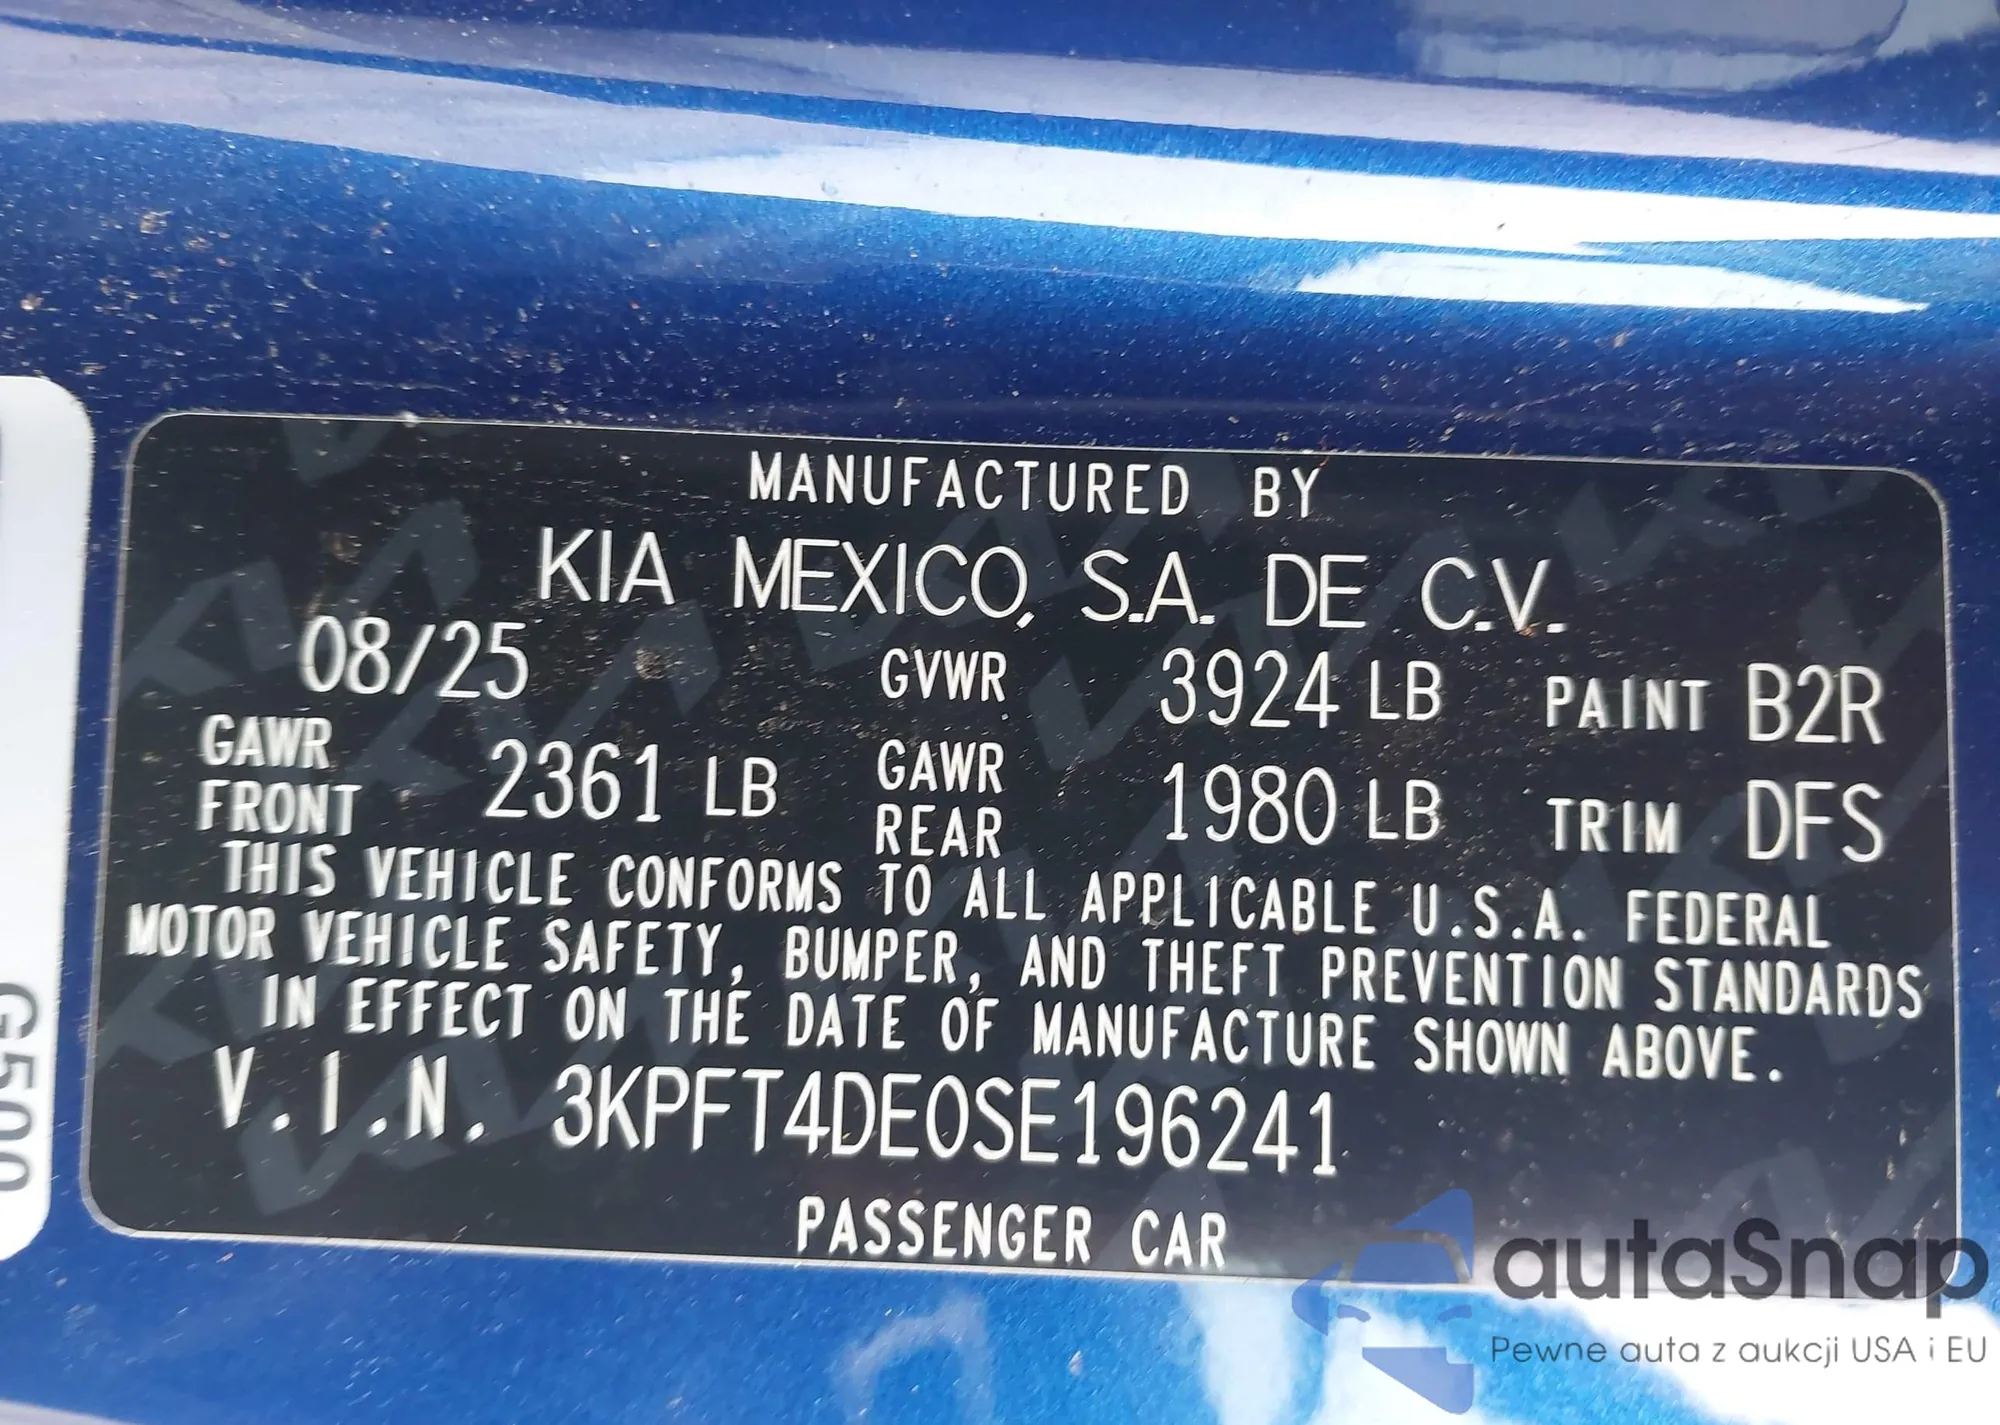 MANUFACTURED BY
KIA MEXICO, S.A. DE C.V.
08/25 GVWR 3924 LB PAINT B2R
GAWR FRONT 2361 LB GAWR REAR 1980 LB TRIM DFS
THIS VEHICLE CONFORMS TO ALL APPLICABLE U.S.A. FEDERAL
MOTOR VEHICLE SAFETY, BUMPER, AND THEFT PREVENTION STANDARDS
IN EFFECT ON THE DATE OF MANUFACTURE SHOWN ABOVE.
V.I.N. 3KPFT4DE0SE196241
PASSENGER CAR
G500
autaSnap
Pewne auta z aukcji USA i EU